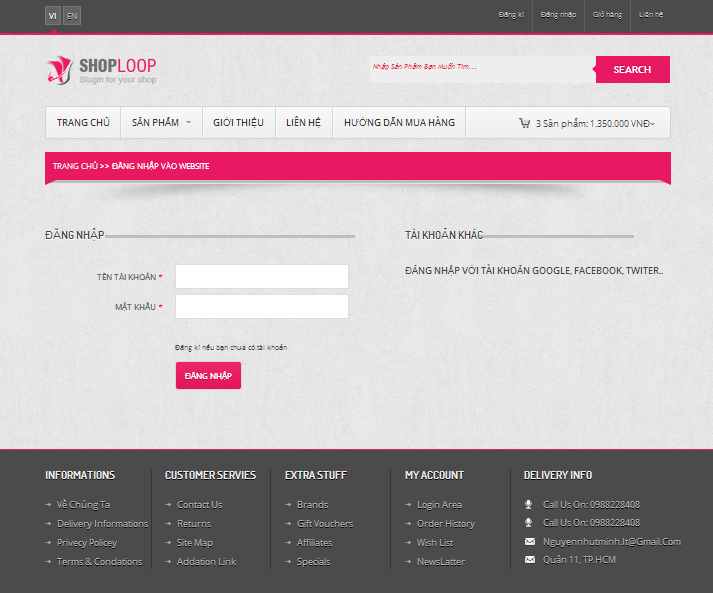 VI EN Đăng kí Đăng nhập Giỏ hàng Liên hệ
SHOPLOOP
Slugin for your shop
Nhập Sản Phẩm Bạn Muốn Tìm.... SEARCH
TRANG CHỦ SẢN PHẨM GIỚI THIỆU LIÊN HỆ HƯỚNG DẪN MUA HÀNG 3 Sản phẩm: 1.350.000 VNĐ
TRANG CHỦ >> ĐĂNG NHẬP VÀO WEBSITE
ĐĂNG NHẬP
TÀI KHOẢN KHÁC
TÊN TÀI KHOẢN *
ĐĂNG NHẬP VỚI TÀI KHOẢN GOOGLE, FACEBOOK, TWITER..
MẬT KHẨU *
Đăng kí nếu bạn chưa có tài khoản
ĐĂNG NHẬP
INFORMATIONS
Về Chúng Ta
Delivery Informations
Privecy Policey
Terms & Condations
CUSTOMER SERVIES
Contact Us
Returns
Site Map
Addation Link
EXTRA STUFF
Brands
Gift Vouchers
Affiliates
Specials
MY ACCOUNT
Login Area
Order History
Wish List
NewsLatter
DELIVERY INFO
Call Us On: 0988228408
Call Us On: 0988228408
Nguyennhutminh.It@Gmail.Com
Quận 11, TP.HCM